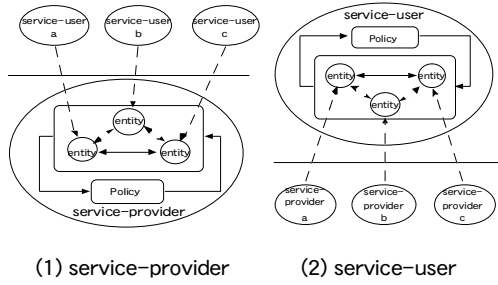 service-user
a
service-user
b
service-user
c
entity
entity
entity
Policy
service-provider
(1) service-provider
service-user
Policy
entity
entity
entity
service-
provider
a
service-
provider
b
service-
provider
c
(2) service-user